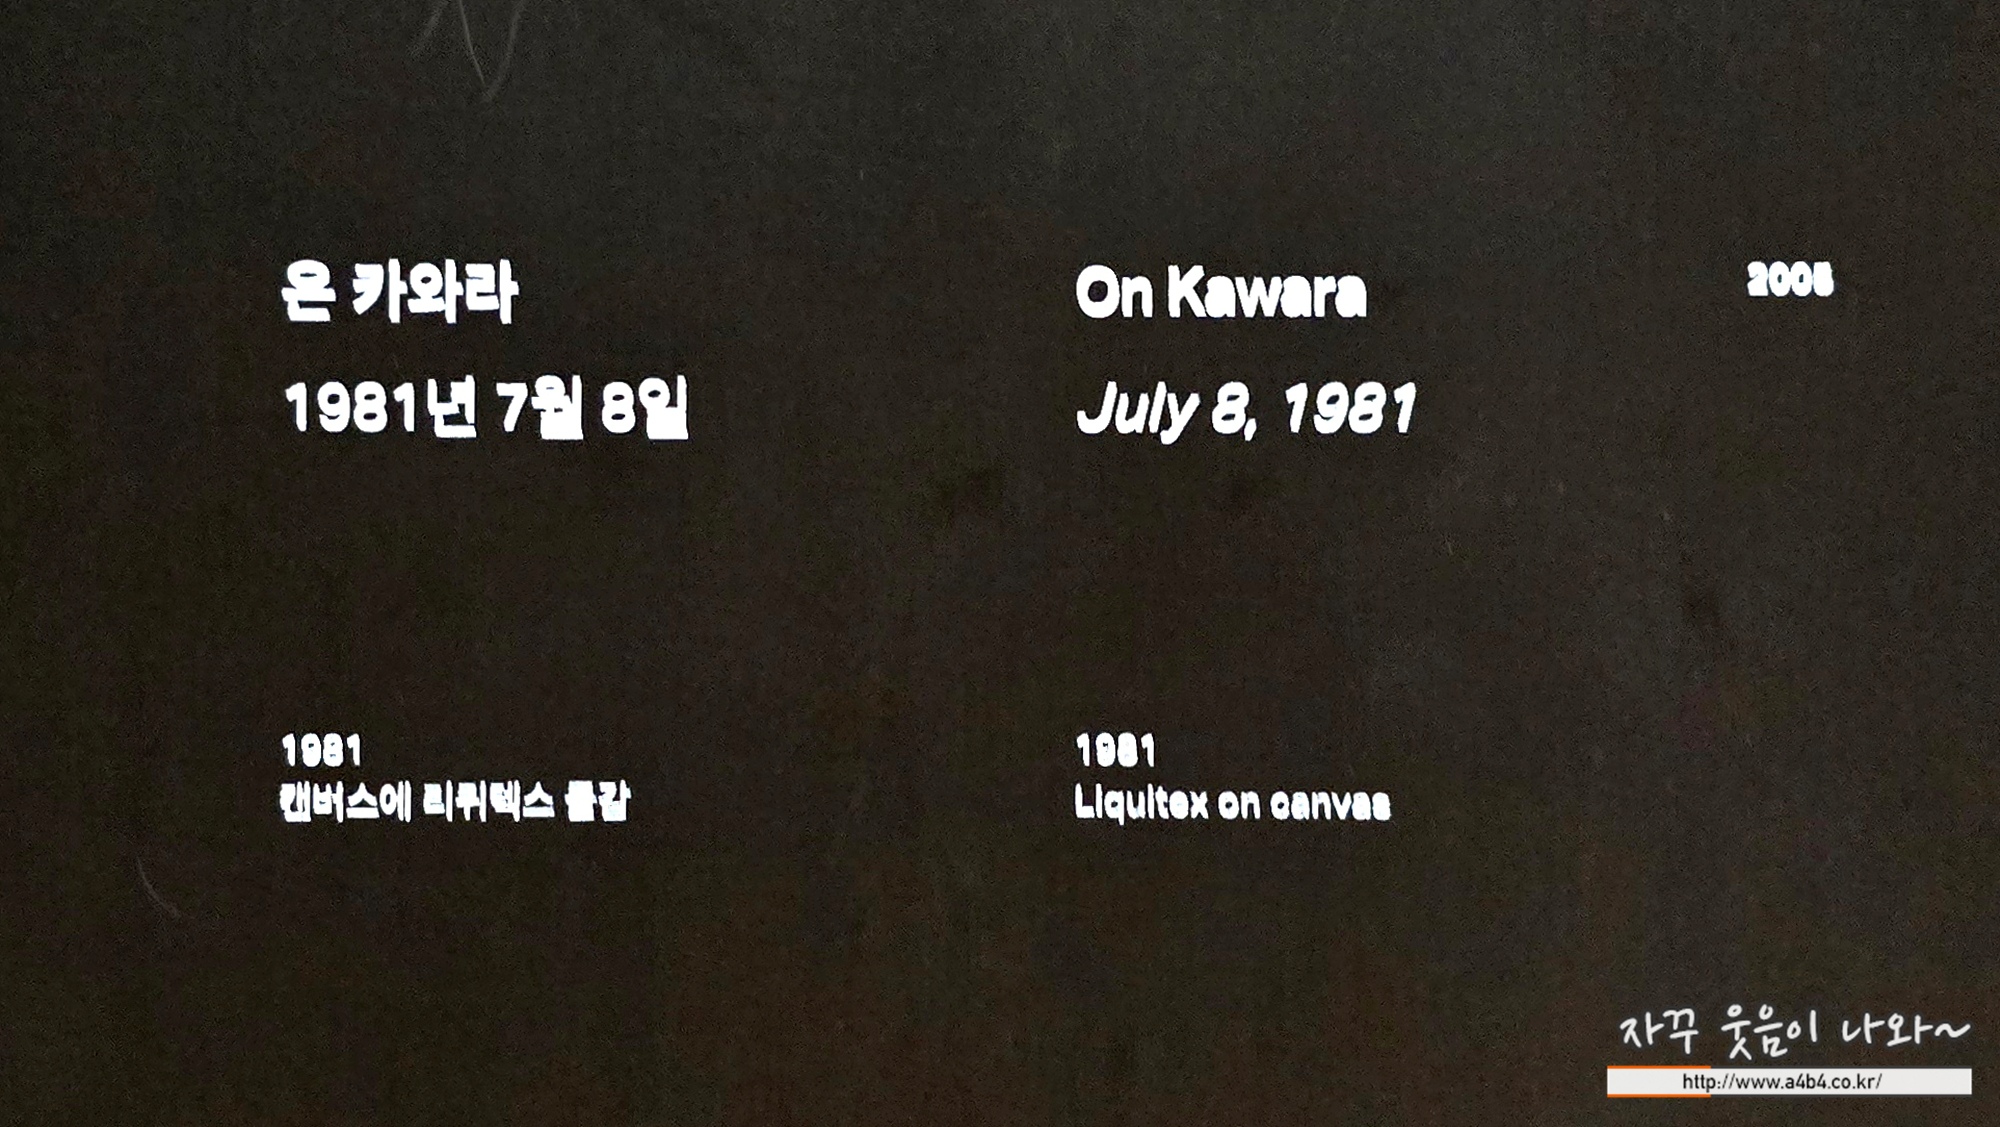 온 카와라
1981년 7월 8일
On Kawara
July 8, 1981
1981
캔버스에 리퀴텍스 물감
1981
Liquitex on canvas
자꾸 웃음이 나와~
http://www.a4b4.co.kr/